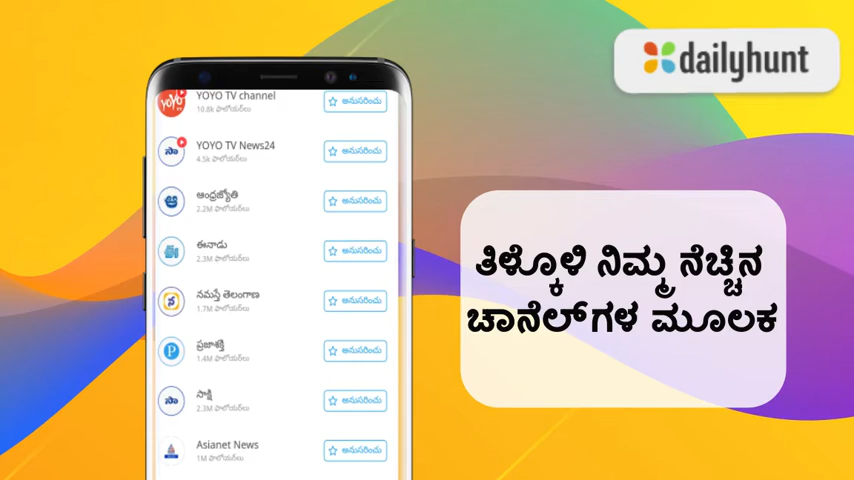 dailyhunt
YOYO TV channel
10.8k ఫాలోయర్‌లు
అనుసరించు
YOYO TV News24
4.5k ఫాలోయర్‌లు
అనుసరించు
ఆంధ్రజ్యోతి
2.2M ఫాలోయర్‌లు
అనుసరించు
ఈనాడు
2.3M ఫాలోయర్‌లు
అనుసరించు
నమస్తే తెలంగాణ
1.7M ఫాలోయర్‌లు
అనుసరించు
ప్రజాశక్తి
1.4M ఫాలోయర్‌లు
అనుసరించు
సాక్షి
2.3M ఫాలోయర్‌లు
అనుసరించు
Asianet News
1M ఫాలోయర్‌లు
అనుసరించు
ತಿಳ್ಕೊಳಿ ನಿಮ್ಮ ನೆಚ್ಚಿನ
ಚಾನೆಲ್‌ಗಳ ಮೂಲಕ